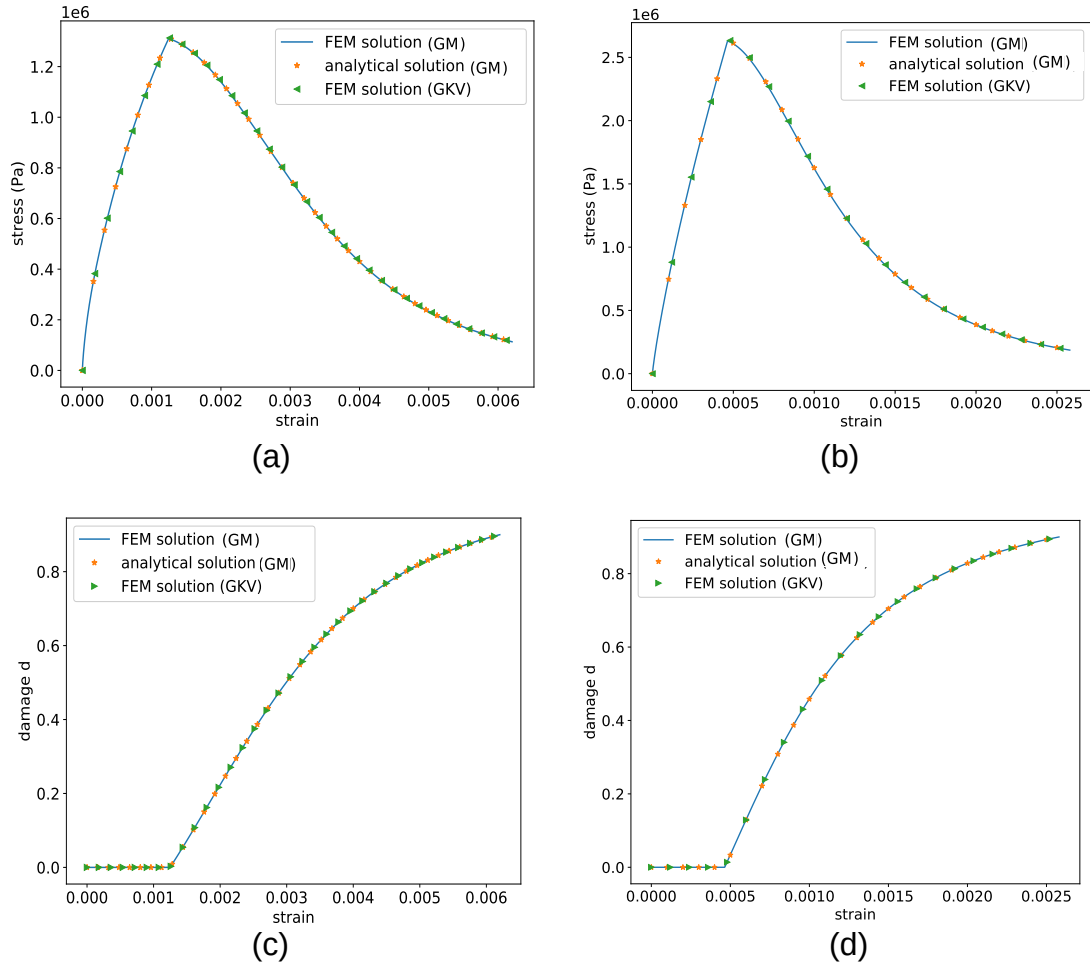 1e6
FEM solution (GM)
analytical solution (GM)
FEM solution (GKV)
stress (Pa)
1.2
1.0
0.8
0.6
0.4
0.2
0.0
0.000 0.001 0.002 0.003 0.004 0.005 0.006
strain
(a)
1e6
FEM solution (GM)
analytical solution (GM)
FEM solution (GKV)
stress (Pa)
2.5
2.0
1.5
1.0
0.5
0.0
0.0000 0.0005 0.0010 0.0015 0.0020 0.0025
strain
(b)
FEM solution (GM)
analytical solution (GM)
FEM solution (GKV)
damage d
0.8
0.6
0.4
0.2
0.0
0.000 0.001 0.002 0.003 0.004 0.005 0.006
strain
(c)
FEM solution (GM)
analytical solution (GM)
FEM solution (GKV)
damage d
0.8
0.6
0.4
0.2
0.0
0.0000 0.0005 0.0010 0.0015 0.0020 0.0025
strain
(d)